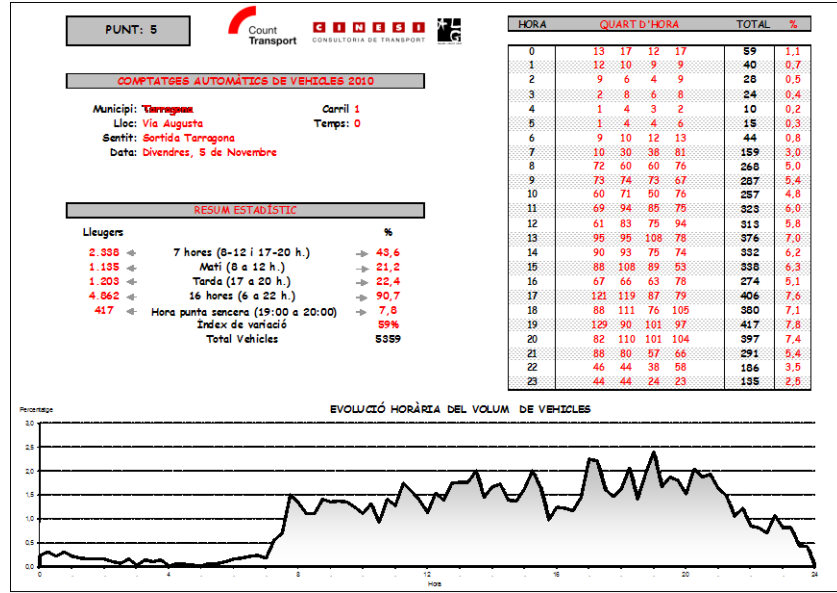 PUNT: 5
Count
Transport
CINESI
CONSULTORIA DE TRANSPORT
COMPTATGES AUTOMÀTICS DE VEHICLES 2010
Municipi: Tarragona Carril 1
Lloc: Via Augusta Temps: 0
Sentit: Sortida Tarragona
Data: Divendres, 5 de Novembre
RESUM ESTADÍSTIC
Lleugers %
2.338 7 hores (8-12 i 17-20 h.) 43,6
1.135 Matí (8 a 12 h.) 21,2
1.203 Tarda (17 a 20 h.) 22,4
4.862 16 hores (6 a 22 h.) 90,7
417 Hora punta sencera (19:00 a 20:00) 7,8
Índex de variació 59%
Total Vehicles 5359
HORA QUART D'HORA TOTAL %
0 13 17 12 17 59 1,1
1 12 10 9 9 40 0,7
2 9 6 4 9 28 0,5
3 2 8 6 8 24 0,4
4 1 4 3 2 10 0,2
5 1 4 4 6 15 0,3
6 9 10 12 13 44 0,8
7 10 30 38 81 159 3,0
8 72 60 60 76 268 5,0
9 73 74 73 67 287 5,4
10 60 71 50 76 257 4,8
11 69 94 85 75 323 6,0
12 61 83 75 94 313 5,8
13 95 95 108 78 376 7,0
14 90 93 75 74 332 6,2
15 88 108 89 53 338 6,3
16 67 66 63 78 274 5,1
17 121 119 87 79 406 7,6
18 88 111 76 105 380 7,1
19 129 90 101 97 417 7,8
20 82 110 101 104 397 7,4
21 88 80 57 66 291 5,4
22 46 44 38 58 186 3,5
23 44 44 24 23 135 2,5
EVOLUCIÓ HORÀRIA DEL VOLUM DE VEHICLES
Percentatge
3,0
2,5
2,0
1,5
1,0
0,5
0,0
0 4 8 12 16 20 24
Hora